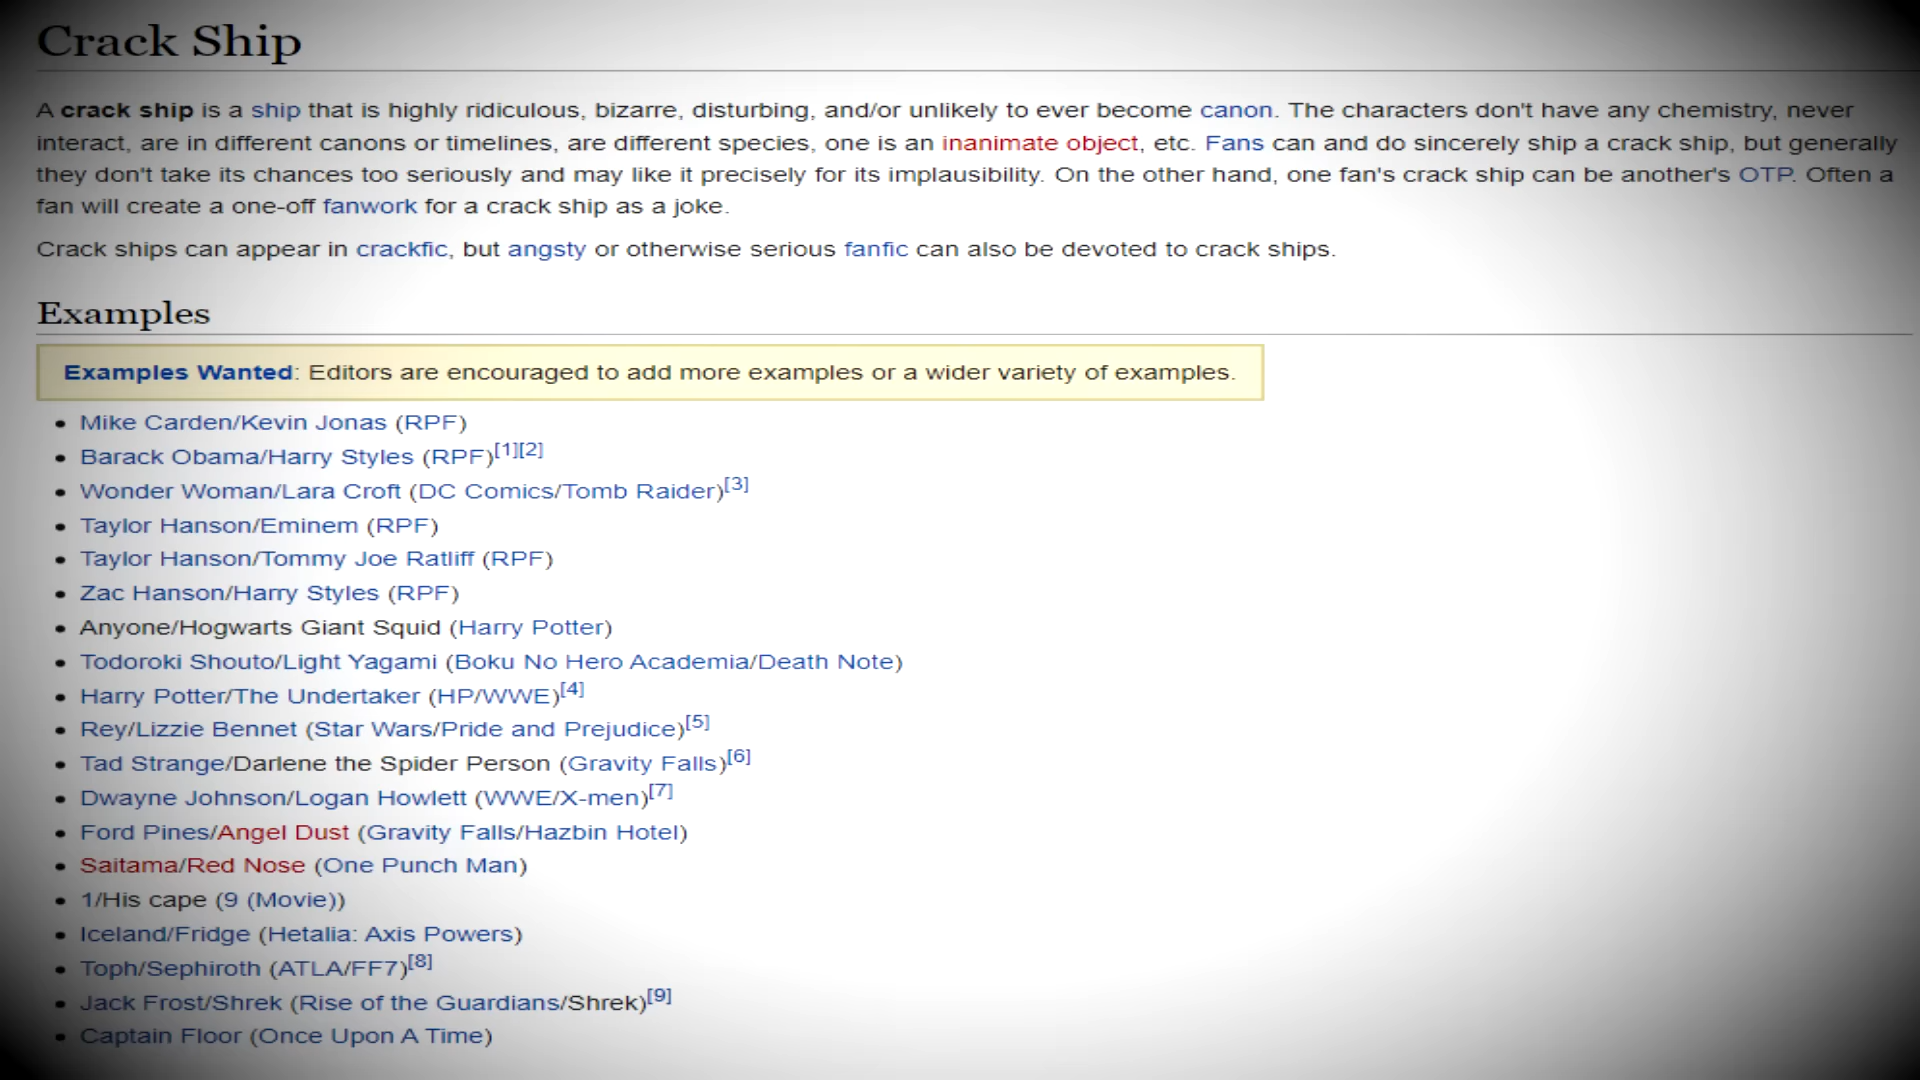 Crack Ship
A crack ship is a ship that is highly ridiculous, bizarre, disturbing, and/or unlikely to ever become canon. The characters don't have any chemistry, never
interact, are in different canons or timelines, are different species, one is an inanimate object, etc. Fans can and do sincerely ship a crack ship, but generally
they don't take its chances too seriously and may like it precisely for its implausibility. On the other hand, one fan's crack ship can be another's OTP. Often a
fan will create a one-off fanwork for a crack ship as a joke.
Crack ships can appear in crackfic, but angsty or otherwise serious fanfic can also be devoted to crack ships.
Examples
Examples Wanted: Editors are encouraged to add more examples or a wider variety of examples.
• Mike Carden/Kevin Jonas (RPF)
• Barack Obama/Harry Styles (RPF)[1][2]
• Wonder Woman/Lara Croft (DC Comics/Tomb Raider)[3]
• Taylor Hanson/Eminem (RPF)
• Taylor Hanson/Tommy Joe Ratliff (RPF)
• Zac Hanson/Harry Styles (RPF)
• Anyone/Hogwarts Giant Squid (Harry Potter)
• Todoroki Shouto/Light Yagami (Boku No Hero Academia/Death Note)
• Harry Potter/The Undertaker (HP/WWE)[4]
• Rey/Lizzie Bennet (Star Wars/Pride and Prejudice)[5]
• Tad Strange/Darlene the Spider Person (Gravity Falls)[6]
• Dwayne Johnson/Logan Howlett (WWE/X-men)[7]
• Ford Pines/Angel Dust (Gravity Falls/Hazbin Hotel)
• Saitama/Red Nose (One Punch Man)
• 1/His cape (9 (Movie))
• Iceland/Fridge (Hetalia: Axis Powers)
• Toph/Sephiroth (ATLA/FF7)[8]
• Jack Frost/Shrek (Rise of the Guardians/Shrek)[9]
• Captain Floor (Once Upon A Time)